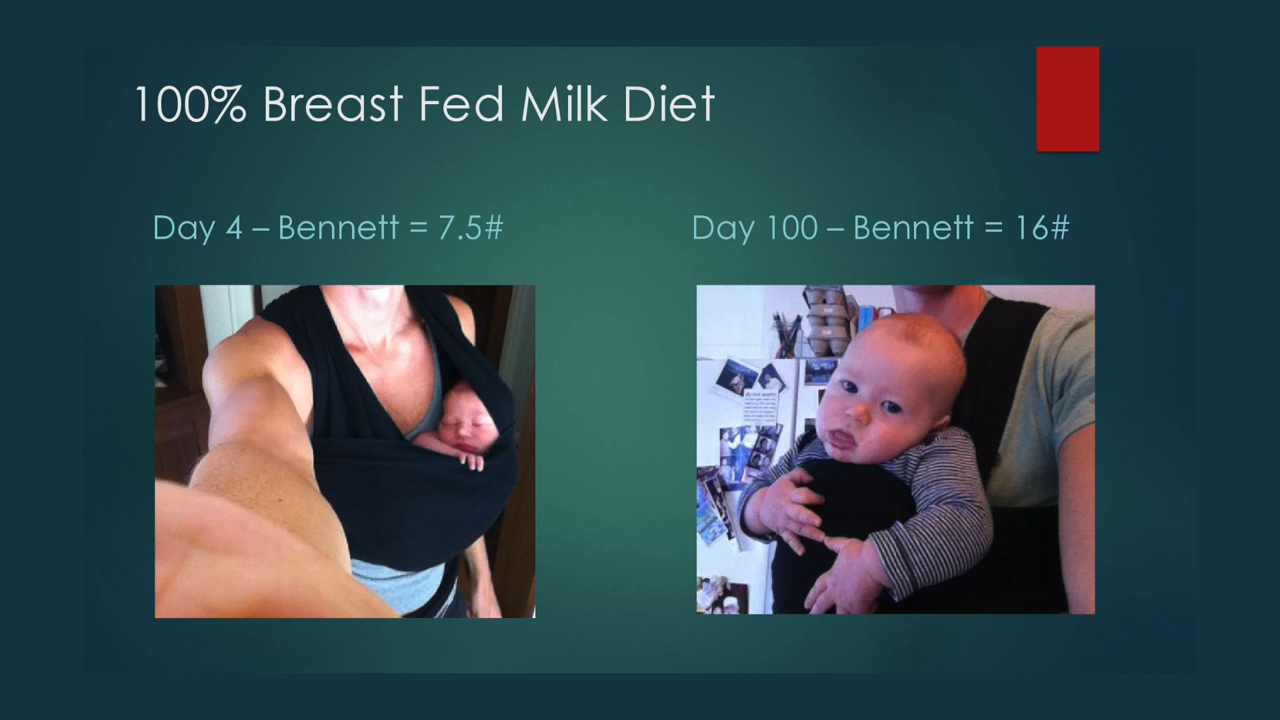 100% Breast Fed Milk Diet
Day 4 – Bennett = 7.5#
Day 100 – Bennett = 16#